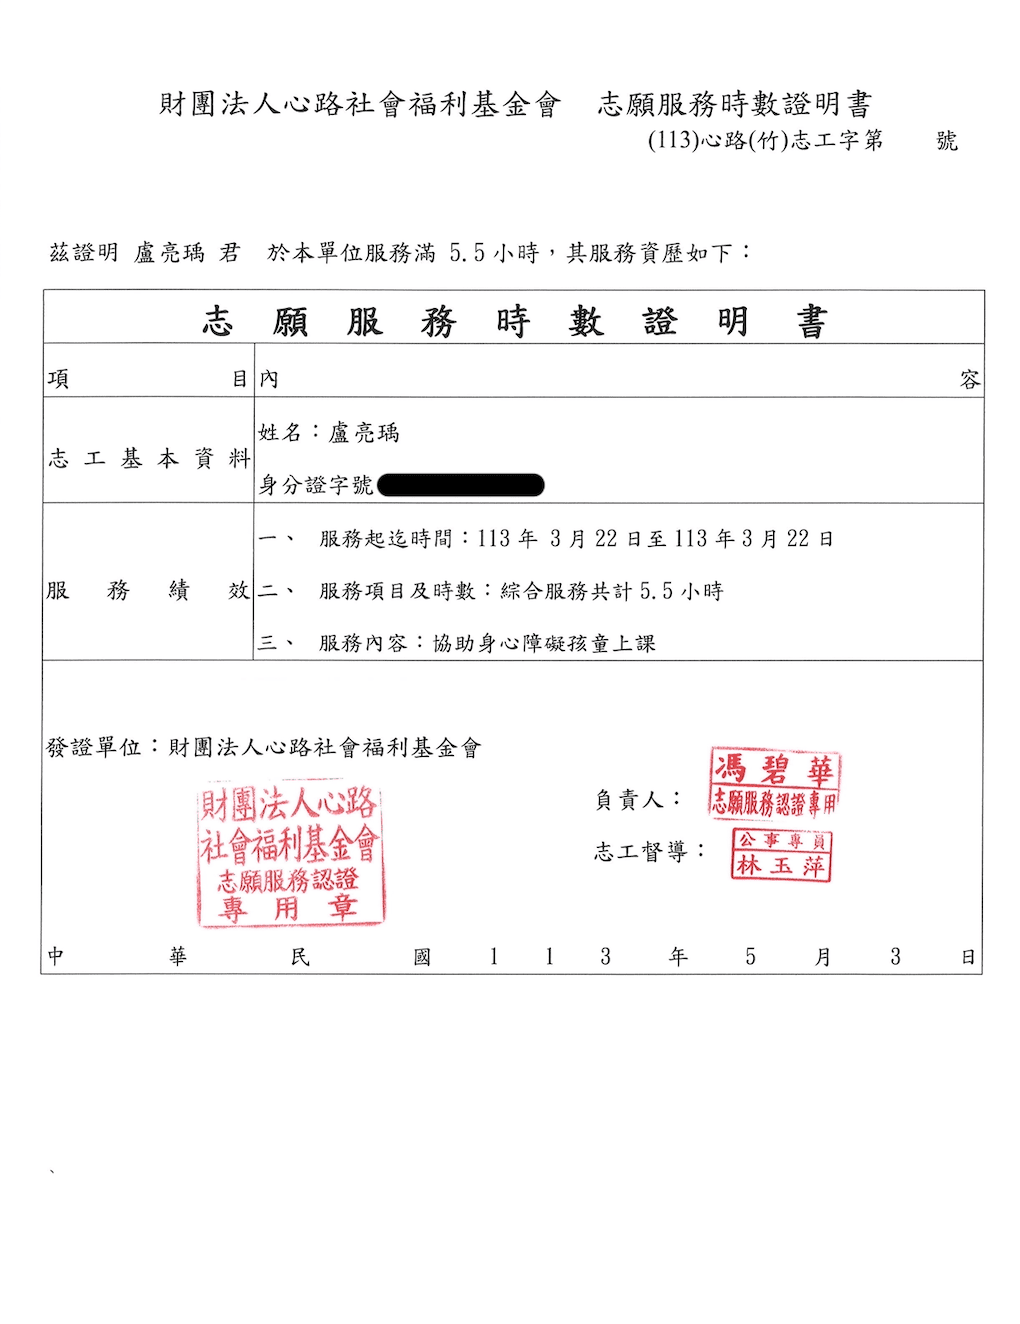 財團法人心路社會福利基金會 志願服務時數證明書
(113)心路(竹)志工字第 號
茲證明 盧亮瑀 君 於本單位服務滿 5.5 小時，其服務資歷如下：
志願服務時數證明書
項目 內容
志工基本資料
姓名：盧亮瑀
身分證字號
服務績效
一、 服務起迄時間：113 年 3 月 22 日至 113 年 3 月 22 日
二、 服務項目及時數：綜合服務共計 5.5 小時
三、 服務內容：協助身心障礙孩童上課
發證單位：財團法人心路社會福利基金會
財團法人心路
社會福利基金會
志願服務認證
專用章
負責人：
馮碧華
志願服務認證專用
志工督導：
公事專員
林玉萍
中華民國 113 年 5 月 3 日
、